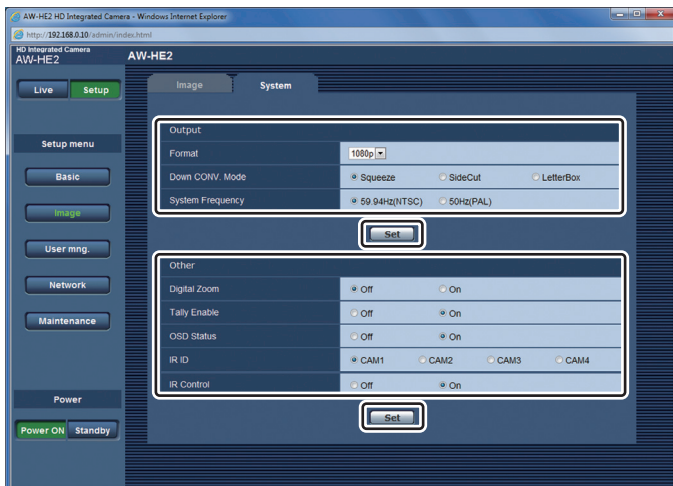 AW-HE2 HD Integrated Camera - Windows Internet Explorer
http://192.168.0.10/admin/index.html
HD Integrated Camera
AW-HE2
AW-HE2
Live Setup
Image System
Setup menu
Basic
Image
User mng.
Network
Maintenance
Power
Power ON Standby
Output
Format 1080p
Down CONV. Mode Squeeze SideCut LetterBox
System Frequency 59.94Hz(NTSC) 50Hz(PAL)
Set
Other
Digital Zoom Off On
Tally Enable Off On
OSD Status Off On
IR ID CAM1 CAM2 CAM3 CAM4
IR Control Off On
Set